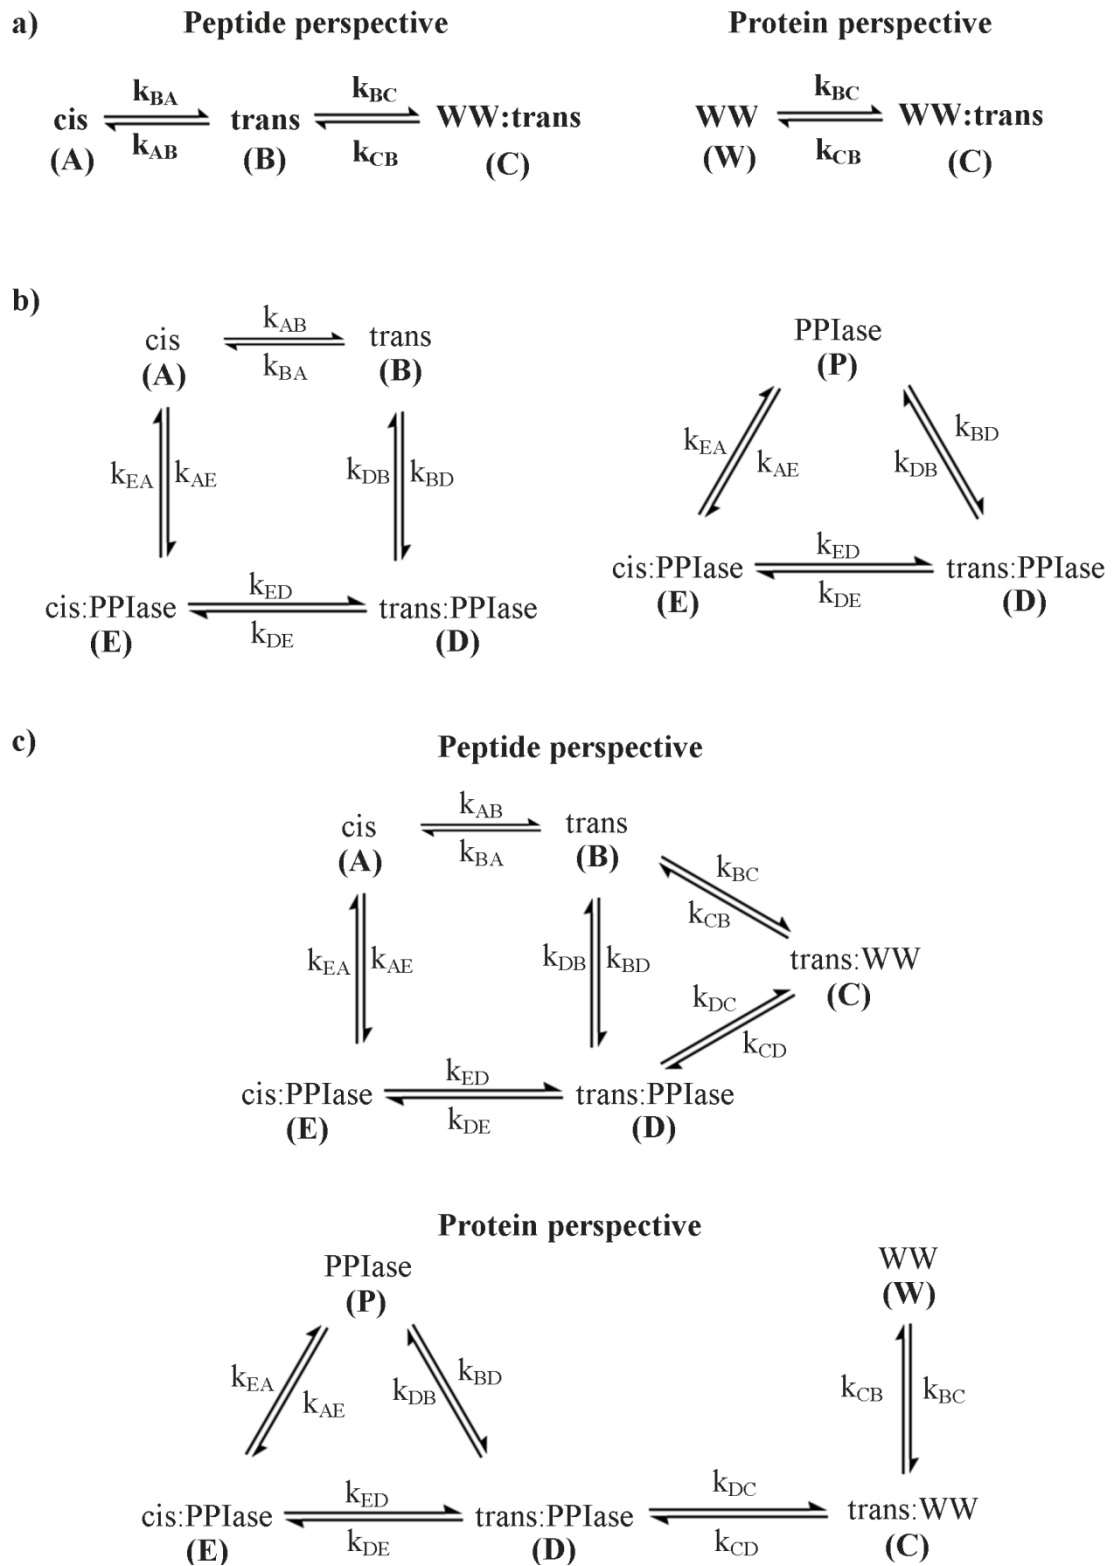 a) Peptide perspective Protein perspective
k_BA k_BC k_BC
cis trans WW:trans WW WW:trans
k_AB k_CB k_CB
(A) (B) (C) (W) (C)
b)
k_AB PPIase
cis trans (P)
(A) k_BA (B)
k_EA k_BD
k_AE k_DB
k_EA k_AE k_DB k_BD
k_ED
cis:PPIase trans:PPIase
(E) k_DE (D)
k_ED
cis:PPIase trans:PPIase
(E) k_DE (D)
c) Peptide perspective
k_AB
cis trans
(A) k_BA (B)
k_BC
k_CB
k_EA k_AE k_DB k_BD trans:WW
(C)
k_DC
k_CD
k_ED
cis:PPIase trans:PPIase
(E) k_DE (D)
Protein perspective
PPIase WW
(P) (W)
k_EA k_BD
k_AE k_DB k_CB k_BC
k_ED k_DC
cis:PPIase trans:PPIase trans:WW
(E) k_DE (D) k_CD (C)